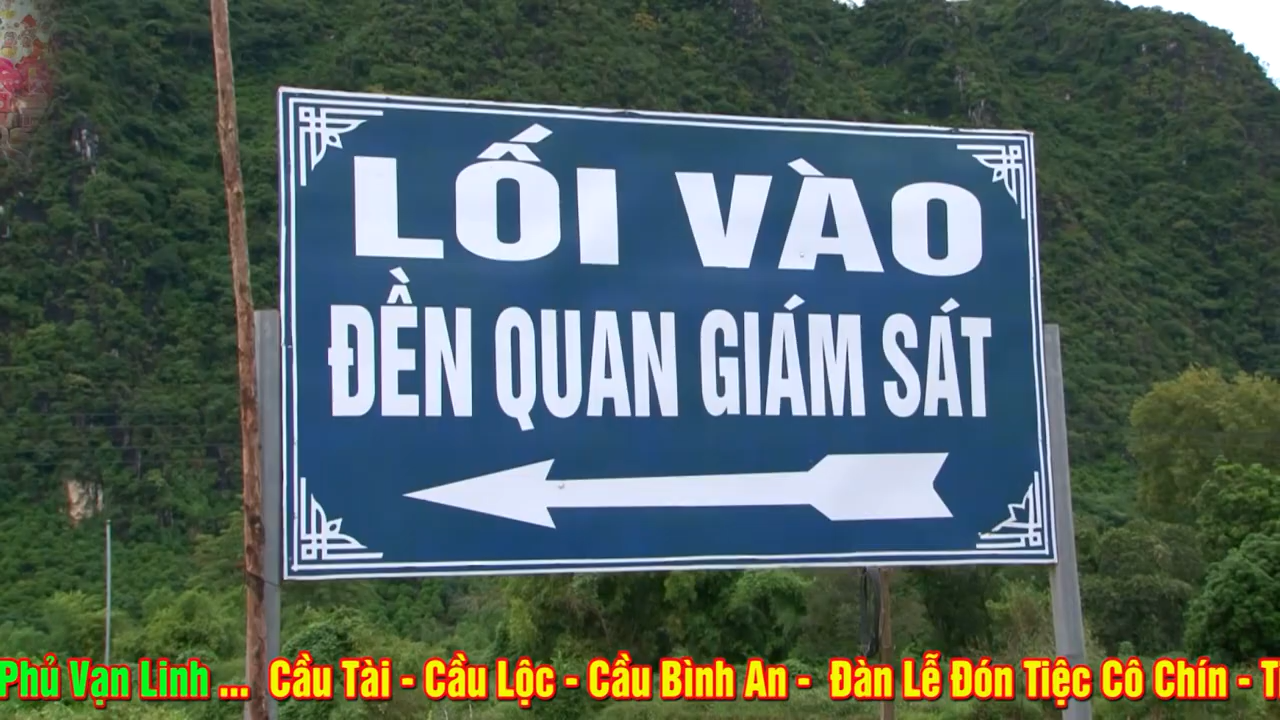 LỐI VÀO
ĐỀN QUAN GIÁM SÁT
Phủ Vạn Linh ... Cầu Tài - Cầu Lộc - Cầu Bình An - Đàn Lễ Đón Tiệc Cô Chín -